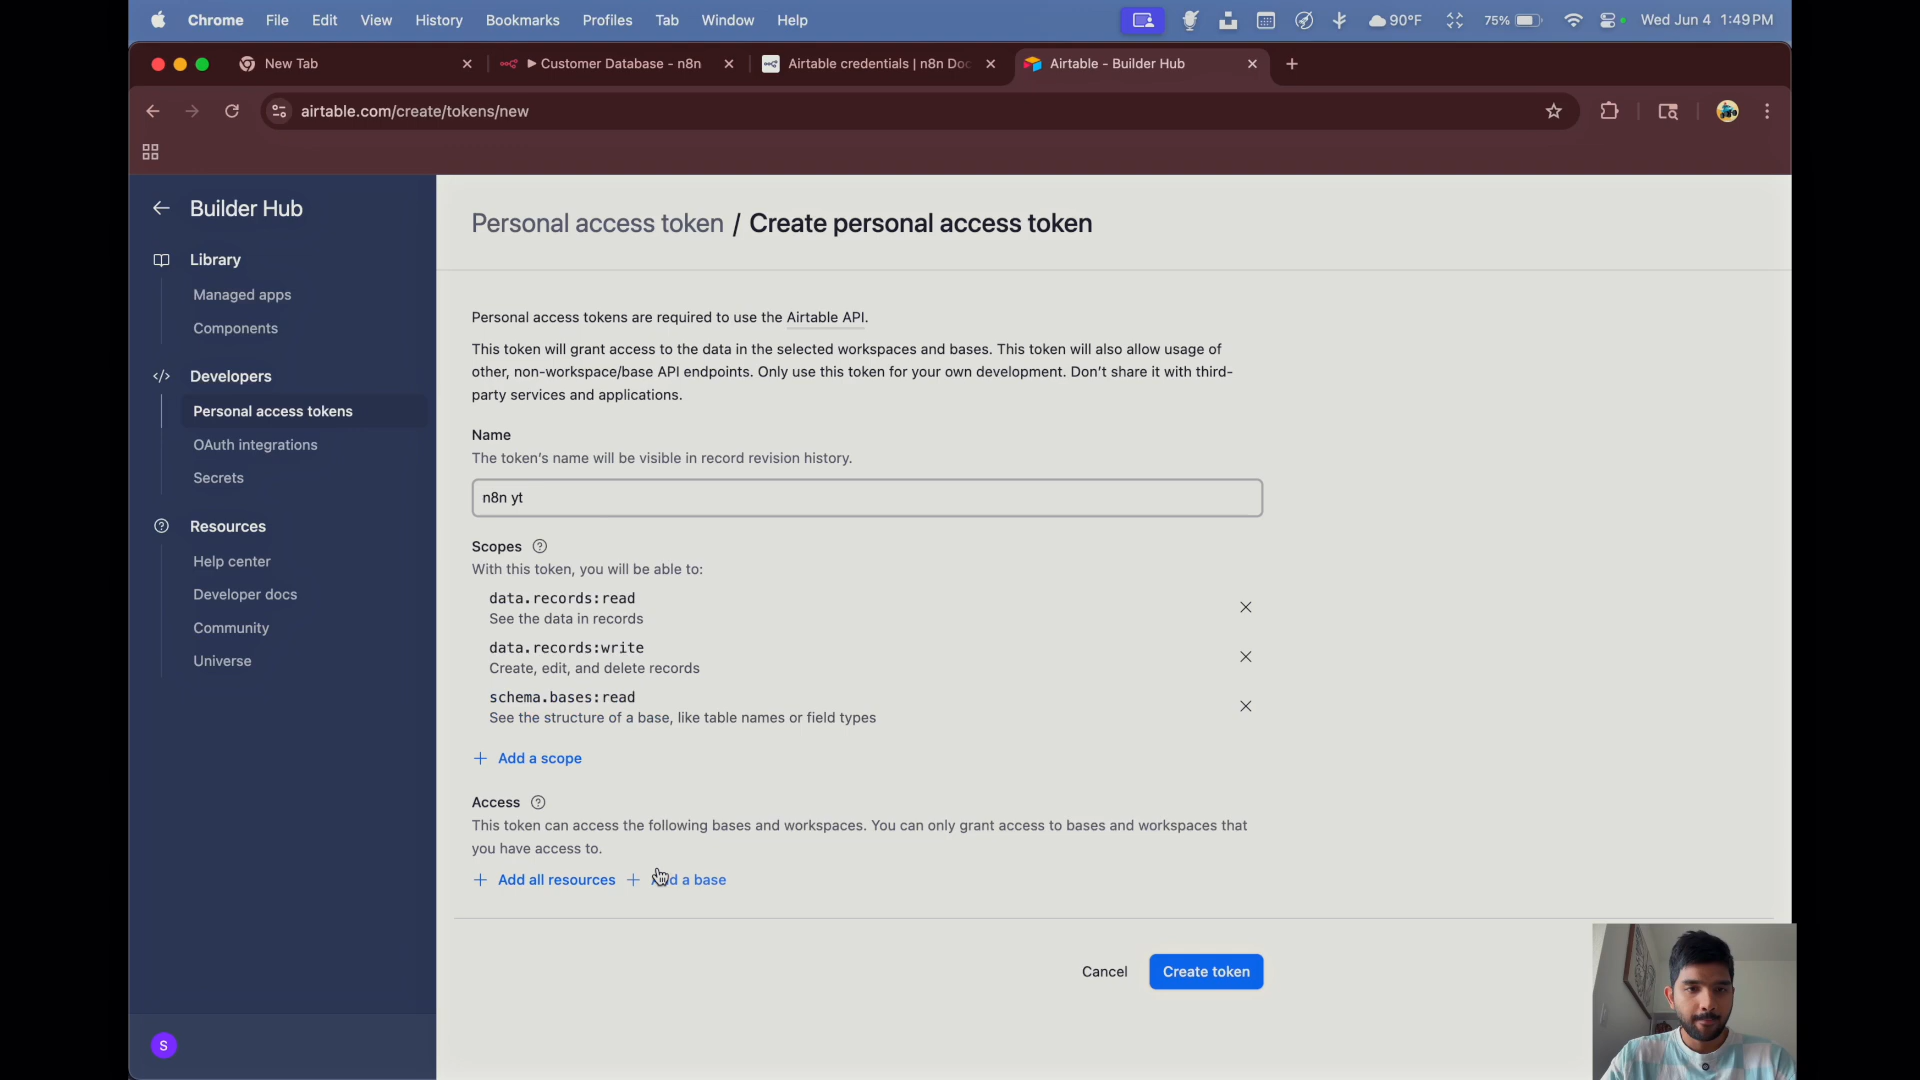 Chrome File Edit View History Bookmarks Profiles Tab Window Help 90°F 75% Wed Jun 4 1:49 PM
New Tab Customer Database - n8n Airtable credentials | n8n Doc Airtable - Builder Hub
airtable.com/create/tokens/new
Builder Hub
Library
Managed apps
Components
Developers
Personal access tokens
OAuth integrations
Secrets
Resources
Help center
Developer docs
Community
Universe
S
Personal access token / Create personal access token
Personal access tokens are required to use the Airtable API.
This token will grant access to the data in the selected workspaces and bases. This token will also allow usage of
other, non-workspace/base API endpoints. Only use this token for your own development. Don't share it with third-
party services and applications.
Name
The token's name will be visible in record revision history.
n8n yt
Scopes
With this token, you will be able to:
data.records:read
See the data in records
data.records:write
Create, edit, and delete records
schema.bases:read
See the structure of a base, like table names or field types
+ Add a scope
Access
This token can access the following bases and workspaces. You can only grant access to bases and workspaces that
you have access to.
+ Add all resources + Add a base
Cancel Create token